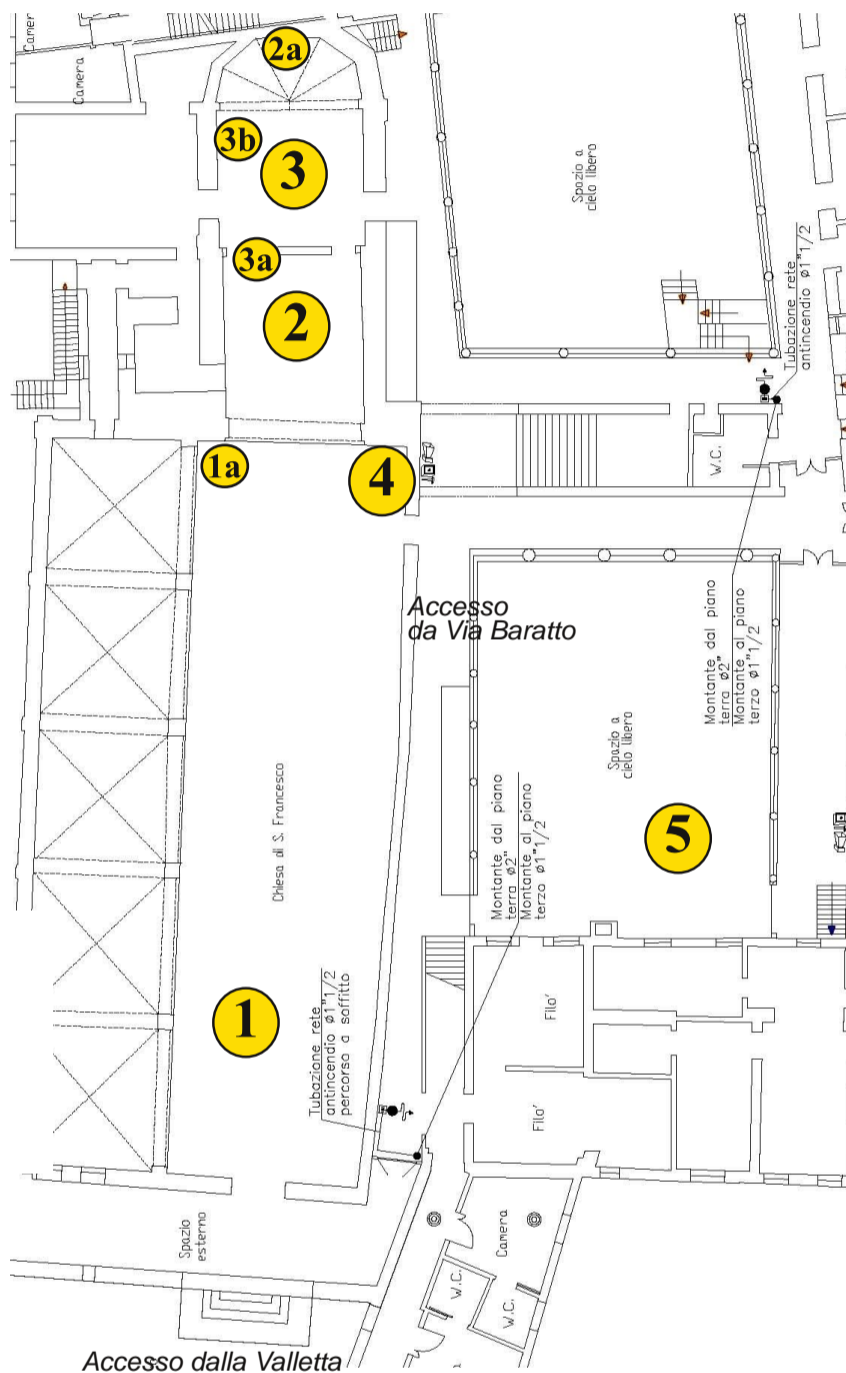 Camera
Camera
2a
3b
3
3a
2
1a
4
Spazio a
cielo libero
Tubazione rete
antincendio ø1"1/2
W.C.
Accesso
da Via Baratto
Montante dal piano
terra ø2"
Montante al piano
terzo ø1"1/2
Spazio a
cielo libero
Chiesa di S. Francesco
5
Montante dal piano
terra ø2"
Montante al piano
terzo ø1"1/2
1
Tubazione rete
antincendio ø1"1/2
percorso a soffitto
Filo'
Filo'
Spazio
esterno
Camera
W.C.
W.C.
Accesso dalla Valletta